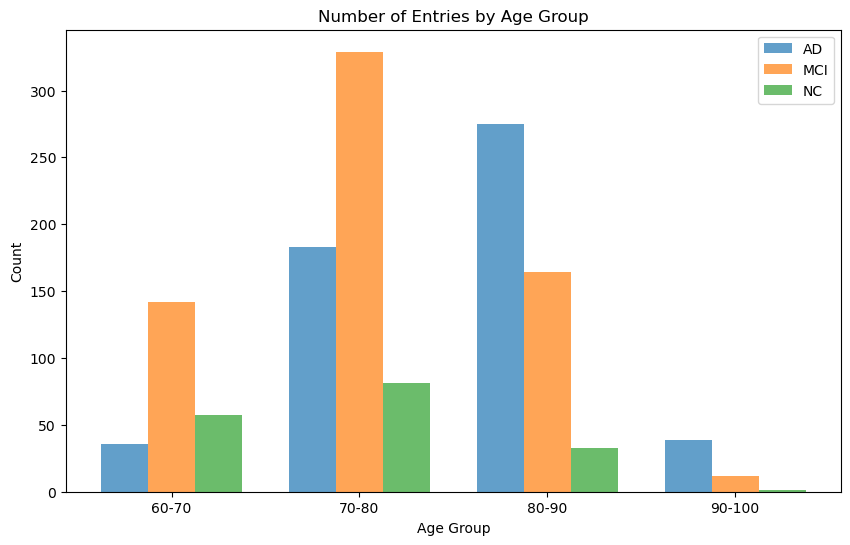 Number of Entries by Age Group
AD
MCI
NC
Count
300
250
200
150
100
50
0
60-70
70-80
80-90
90-100
Age Group